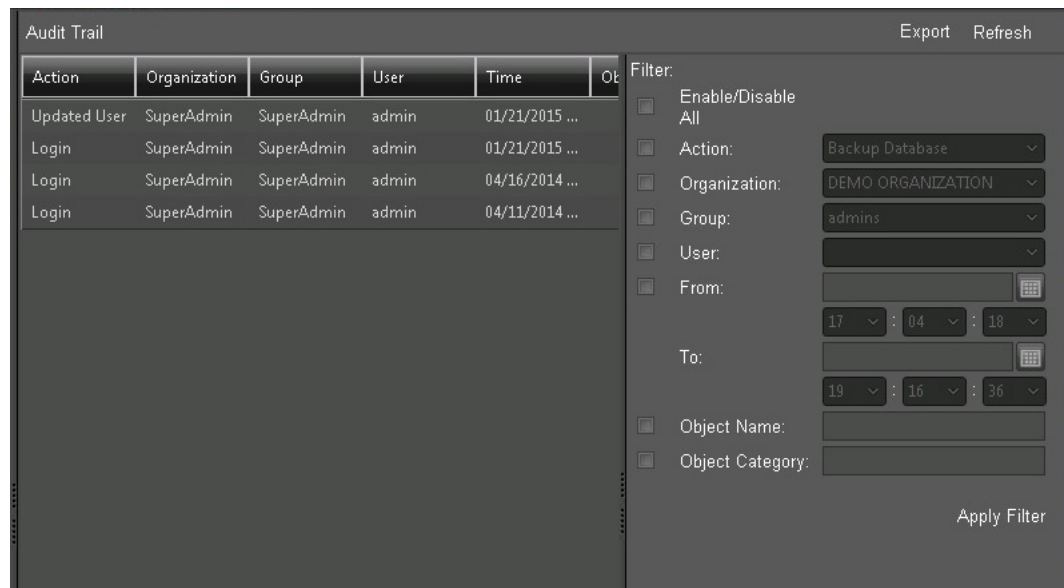 Audit Trail Export Refresh
Action Organization Group User Time Ob
Updated User SuperAdmin SuperAdmin admin 01/21/2015 ...
Login SuperAdmin SuperAdmin admin 01/21/2015 ...
Login SuperAdmin SuperAdmin admin 04/16/2014 ...
Login SuperAdmin SuperAdmin admin 04/11/2014 ...
Filter:
Enable/Disable
All
Action: Backup Database
Organization: DEMO ORGANIZATION
Group: admins
User:
From:
17 : 04 : 18
To:
19 : 16 : 36
Object Name:
Object Category:
Apply Filter